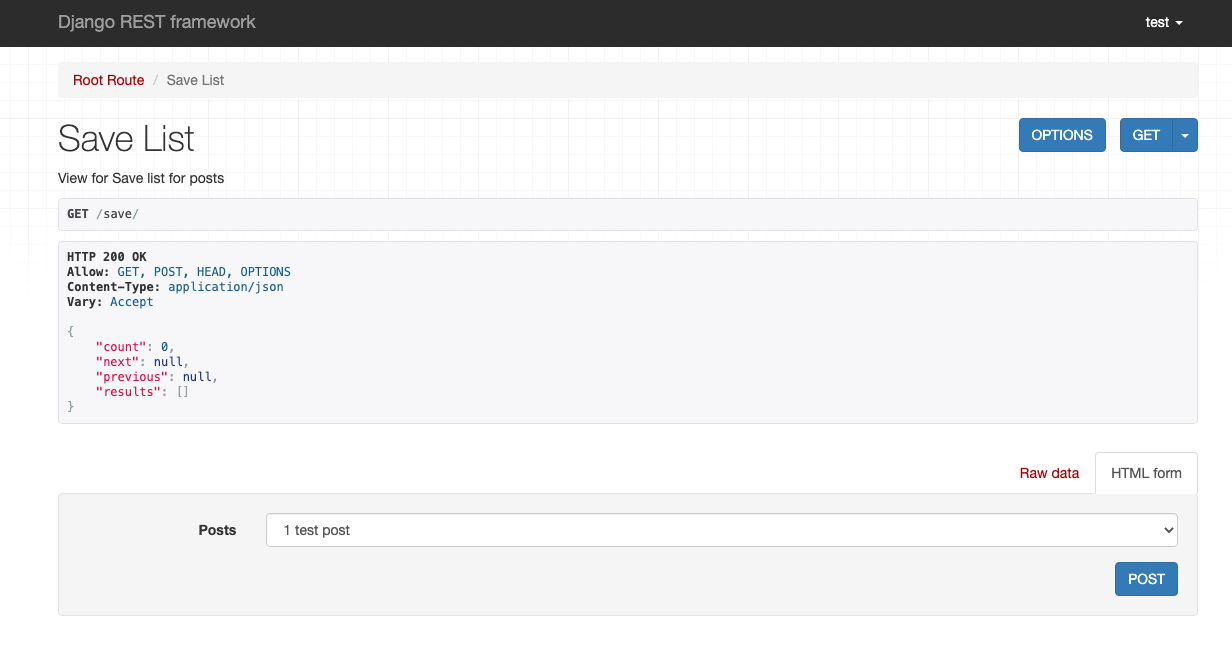 Django REST framework
test
Root Route / Save List
Save List
OPTIONS
GET
View for Save list for posts
GET /save/
HTTP 200 OK
Allow: GET, POST, HEAD, OPTIONS
Content-Type: application/json
Vary: Accept
{
    "count": 0,
    "next": null,
    "previous": null,
    "results": []
}
Raw data
HTML form
Posts
1 test post
POST